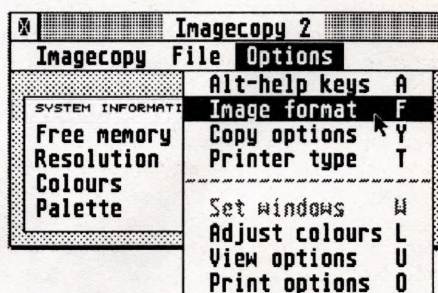 Imagecopy 2
Imagecopy File Options
Alt-help keys A
SYSTEM INFORMATI
Image format F
Free memory
Copy options Y
Resolution
Printer type T
Colours
Palette
Set windows W
Adjust colours L
View options U
Print options O